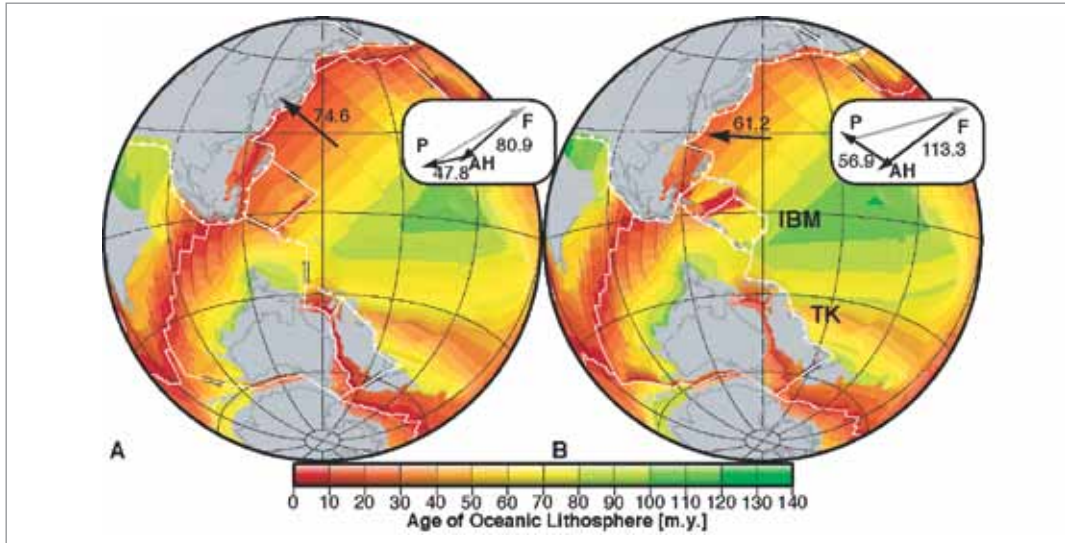 74.6
P
F
AH
80.9
47.8
61.2
P
F
AH
56.9
113.3
IBM
TK
A
B
0 10 20 30 40 50 60 70 80 90 100 110 120 130 140
Age of Oceanic Lithosphere [m.y.]